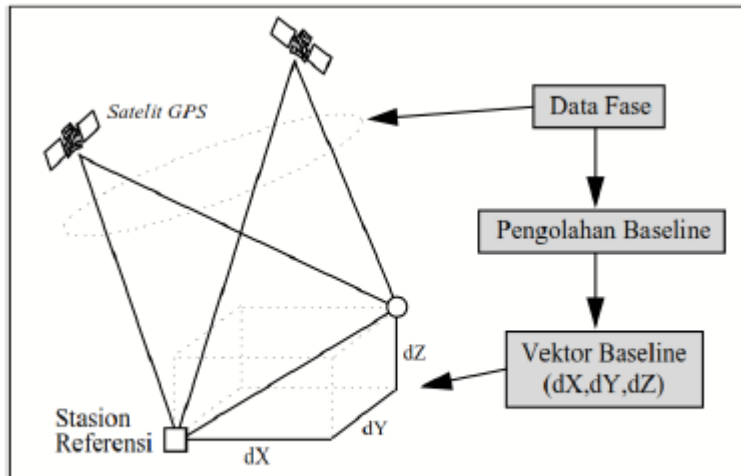 Satelit GPS
Data Fase
Pengolahan Baseline
Vektor Baseline
(dX,dY,dZ)
dZ
dY
dX
Stasion
Referensi